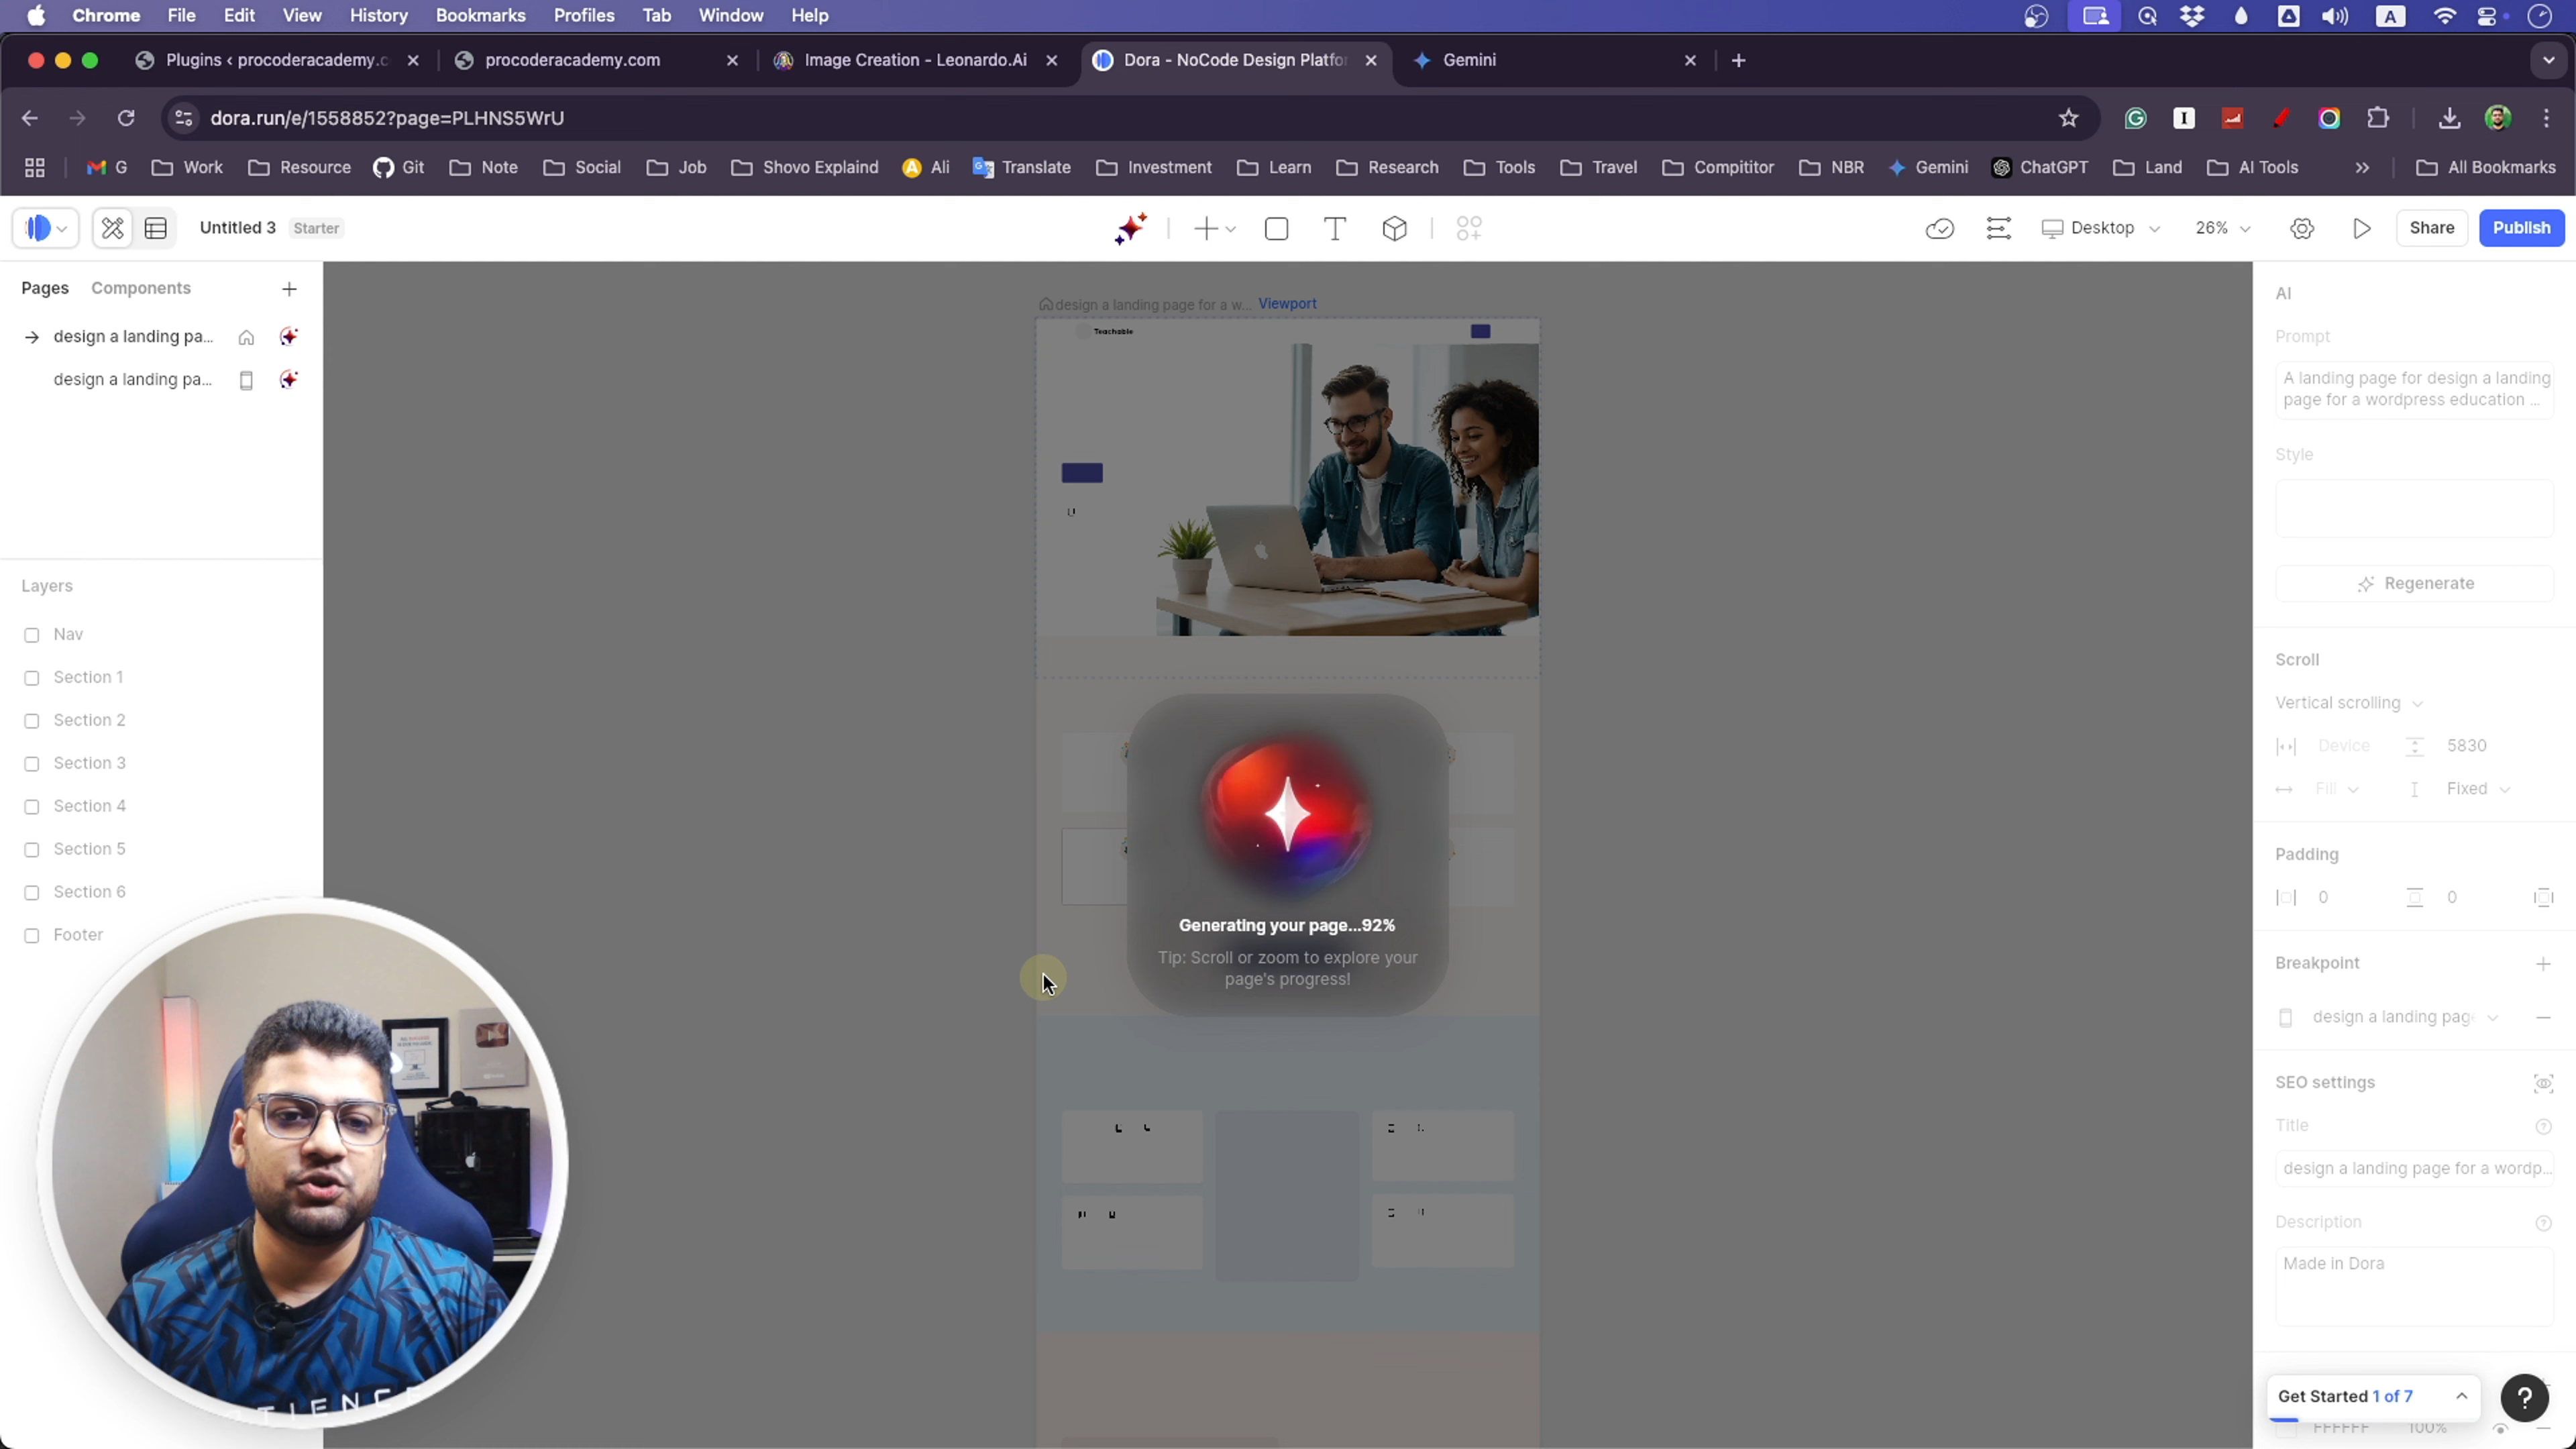 Chrome File Edit View History Bookmarks Profiles Tab Window Help
A
Plugins ‹ procoderacademy.c
procoderacademy.com
Image Creation - Leonardo.Ai
Dora - NoCode Design Platfor
Gemini
dora.run/e/1558852?page=PLHNS5WrU
G Work Resource Git Note Social Job Shovo Explaind Ali Translate Investment Learn Research Tools Travel Compititor NBR Gemini ChatGPT Land AI Tools » All Bookmarks
Untitled 3 Starter
Desktop 26% Share Publish
Pages Components
design a landing pa...
design a landing pa...
Layers
Nav
Section 1
Section 2
Section 3
Section 4
Section 5
Section 6
Footer
design a landing page for a w... Viewport
Teachable
Generating your page...92%
Tip: Scroll or zoom to explore your
page's progress!
AI
Prompt
A landing page for design a landing
page for a wordpress education ...
Style
Regenerate
Scroll
Vertical scrolling
Device 5830
Fill Fixed
Padding
0 0
Breakpoint
design a landing pag
SEO settings
Title
design a landing page for a wordp...
Description
Made in Dora
Get Started 1 of 7
?
FFFFFF 100%